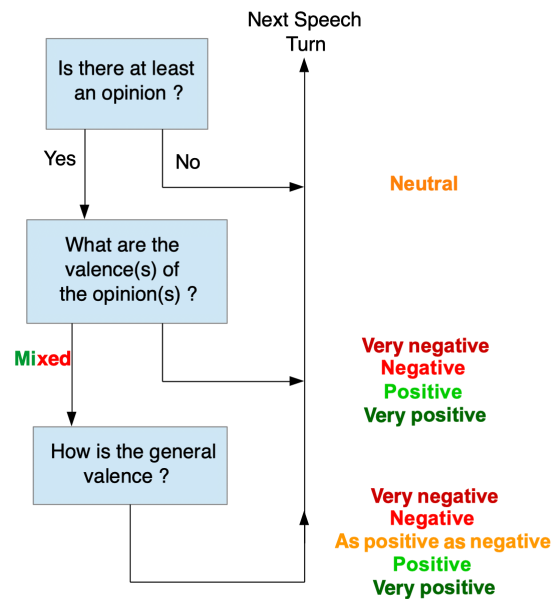 Next Speech
Turn
Is there at least
an opinion ?
Yes
No
Neutral
What are the
valence(s) of
the opinion(s) ?
Mixed
Very negative
Negative
Positive
Very positive
How is the general
valence ?
Very negative
Negative
As positive as negative
Positive
Very positive